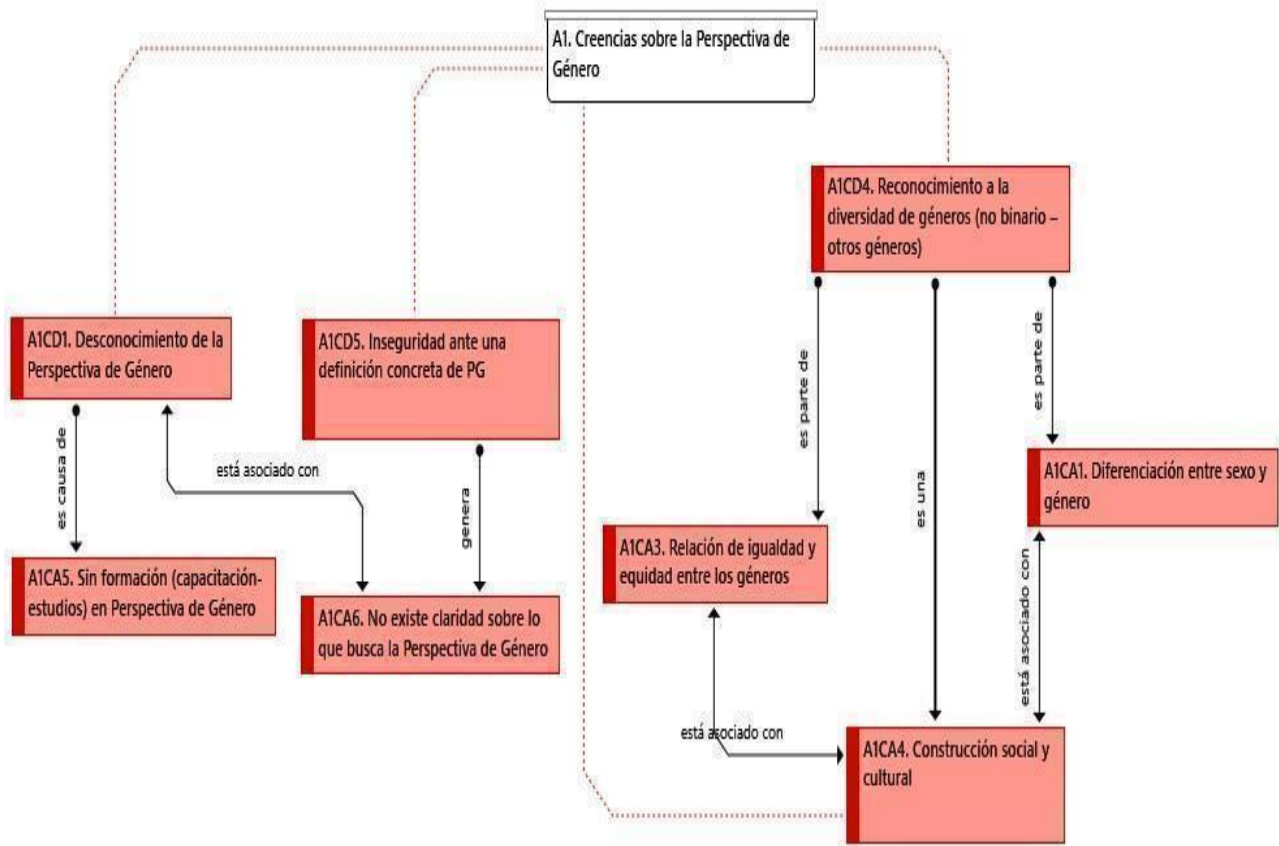 A1. Creencias sobre la Perspectiva de
Género
A1CD4. Reconocimiento a la
diversidad de géneros (no binario –
otros géneros)
A1CD1. Desconocimiento de la
Perspectiva de Género
A1CD5. Inseguridad ante una
definición concreta de PG
es parte de
es parte de
es causa de
está asociado con
genera
es una
A1CA1. Diferenciación entre sexo y
género
A1CA3. Relación de igualdad y
equidad entre los géneros
A1CA5. Sin formación (capacitación-
estudios) en Perspectiva de Género
A1CA6. No existe claridad sobre lo
que busca la Perspectiva de Género
está asociado con
está asociado con
A1CA4. Construcción social y
cultural